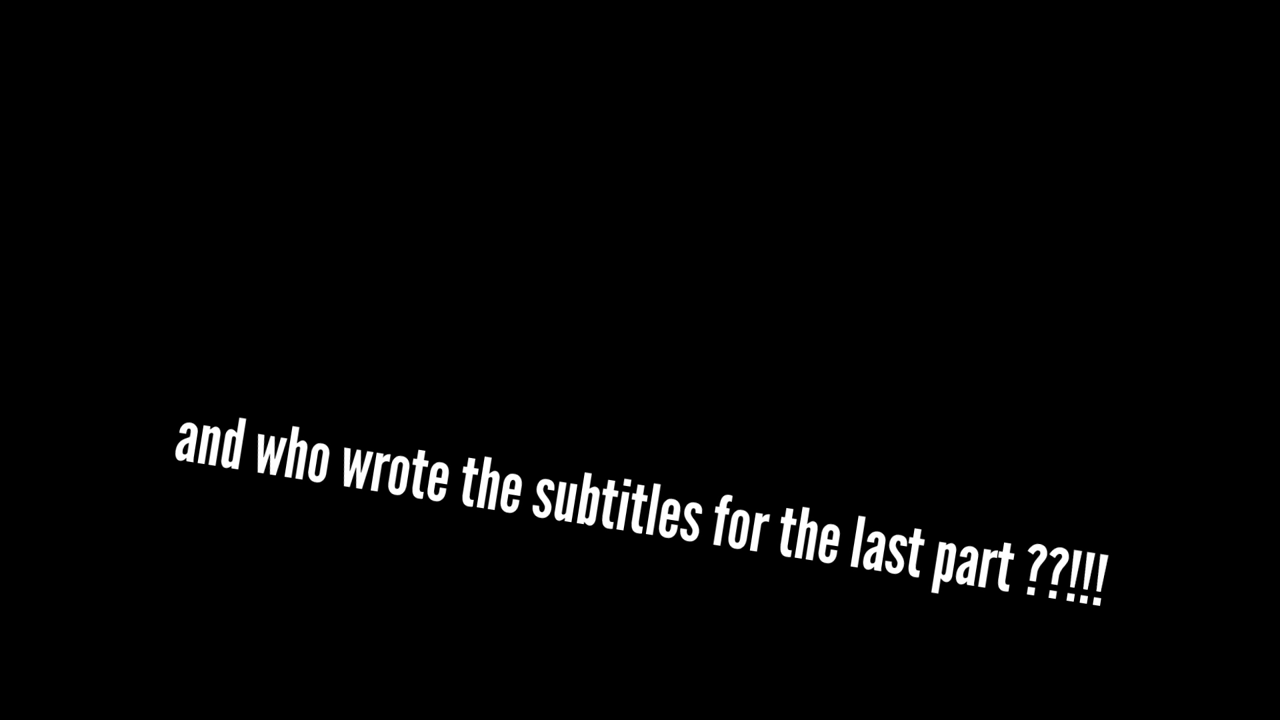 and who wrote the subtitles for the last part ??!!!